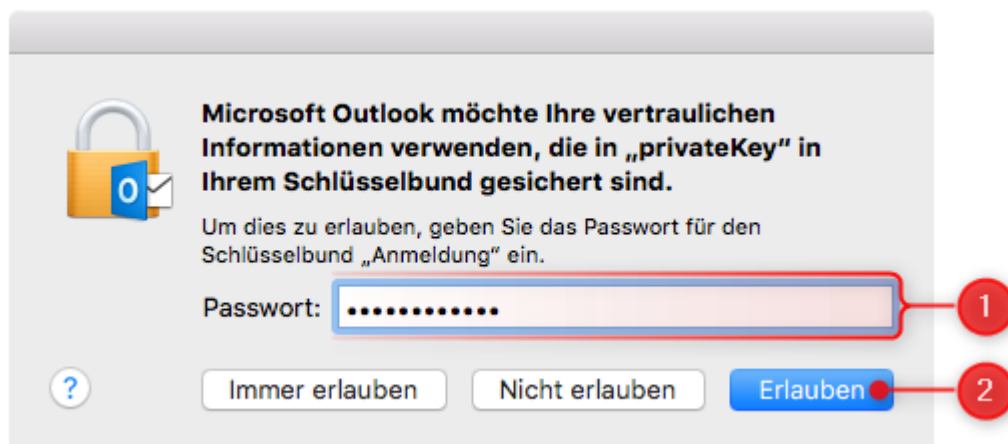 Microsoft Outlook möchte Ihre vertraulichen
Informationen verwenden, die in „privateKey“ in
Ihrem Schlüsselbund gesichert sind.
Um dies zu erlauben, geben Sie das Passwort für den
Schlüsselbund „Anmeldung“ ein.
Passwort: •••••••••••• 1
? Immer erlauben Nicht erlauben Erlauben 2